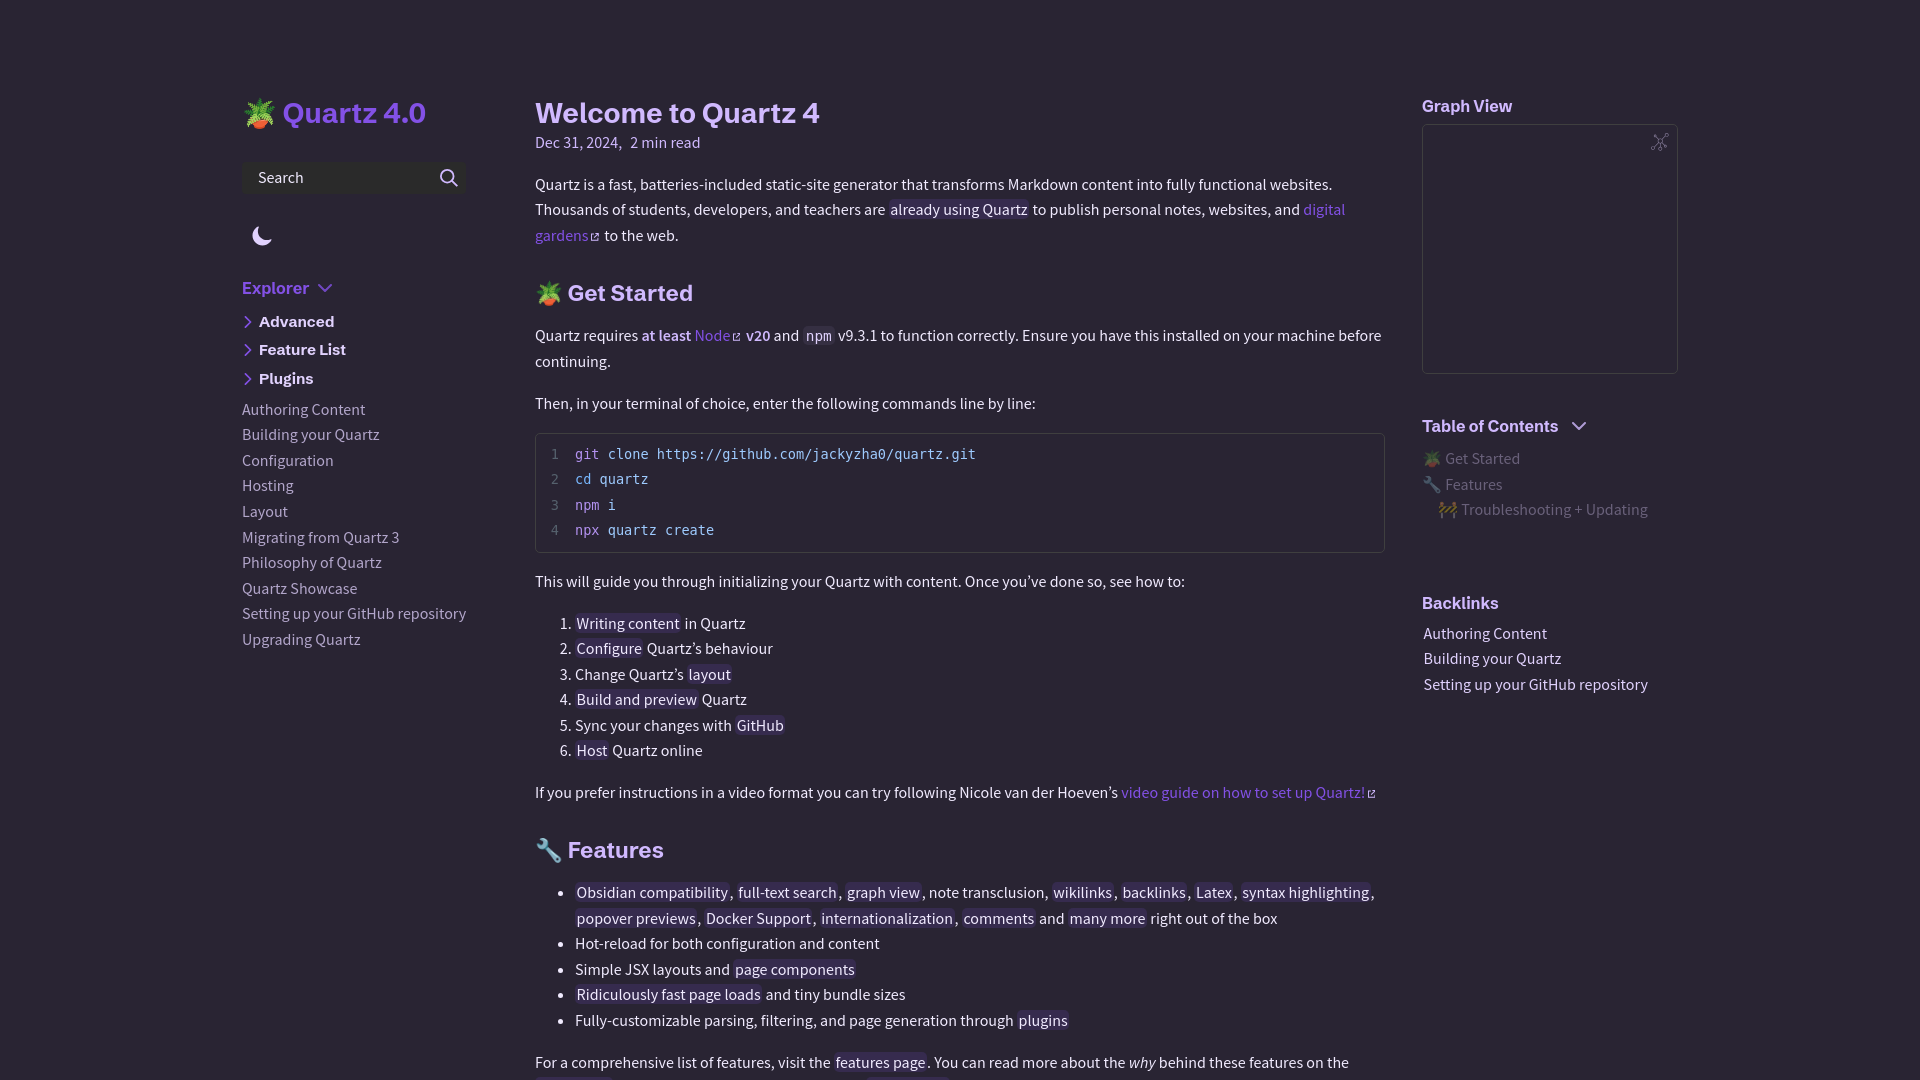 🪴 Quartz 4.0
Search
Explorer
Advanced
Feature List
Plugins
Authoring Content
Building your Quartz
Configuration
Hosting
Layout
Migrating from Quartz 3
Philosophy of Quartz
Quartz Showcase
Setting up your GitHub repository
Upgrading Quartz
Welcome to Quartz 4
Dec 31, 2024, 2 min read
Quartz is a fast, batteries-included static-site generator that transforms Markdown content into fully functional websites.
Thousands of students, developers, and teachers are already using Quartz to publish personal notes, websites, and digital
gardens to the web.
🪴 Get Started
Quartz requires at least Node v20 and npm v9.3.1 to function correctly. Ensure you have this installed on your machine before
continuing.
Then, in your terminal of choice, enter the following commands line by line:
1 git clone https://github.com/jackyzha0/quartz.git
2 cd quartz
3 npm i
4 npx quartz create
This will guide you through initializing your Quartz with content. Once you’ve done so, see how to:
1. Writing content in Quartz
2. Configure Quartz’s behaviour
3. Change Quartz’s layout
4. Build and preview Quartz
5. Sync your changes with GitHub
6. Host Quartz online
If you prefer instructions in a video format you can try following Nicole van der Hoeven’s video guide on how to set up Quartz!
🔧 Features
• Obsidian compatibility, full-text search, graph view, note transclusion, wikilinks, backlinks, Latex, syntax highlighting,
popover previews, Docker Support, internationalization, comments and many more right out of the box
• Hot-reload for both configuration and content
• Simple JSX layouts and page components
• Ridiculously fast page loads and tiny bundle sizes
• Fully-customizable parsing, filtering, and page generation through plugins
For a comprehensive list of features, visit the features page. You can read more about the why behind these features on the
Graph View
Table of Contents
🪴 Get Started
🔧 Features
🚧 Troubleshooting + Updating
Backlinks
Authoring Content
Building your Quartz
Setting up your GitHub repository